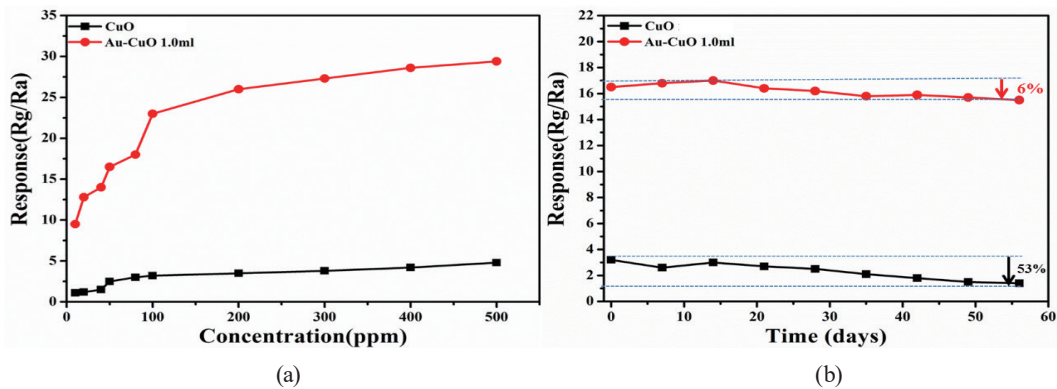 CuO
Au-CuO 1.0ml
Response(Rg/Ra)
35
30
25
20
15
10
5
0
0 100 200 300 400 500
Concentration(ppm)
(a)
CuO
Au-CuO 1.0ml
Response(Rg/Ra)
22
20
18
16
14
12
10
8
6
4
2
0
6%
53%
0 10 20 30 40 50 60
Time (days)
(b)